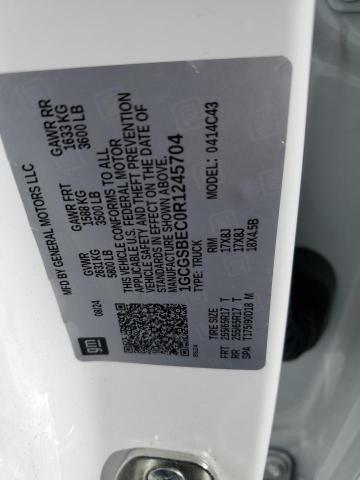 MFD BY GENERAL MOTORS LLC
08/24 GVWR GAWR FRT GAWR RR
2631 KG 1588 KG 1633 KG
5800 LB 3500 LB 3600 LB
THIS VEHICLE CONFORMS TO ALL
APPLICABLE U.S. FEDERAL MOTOR
VEHICLE SAFETY AND THEFT PREVENTION
STANDARDS IN EFFECT ON THE DATE OF
MANUFACTURE SHOWN ABOVE.
1GCGSBEC0R1245704
TYPE: TRUCK MODEL: 0414C43
gm
08/24
TIRE SIZE RIM
FRT 255/65R17 T 17X8J
RR 255/65R17 T 17X8J
SPA T175/90D18 M 18X4.5B